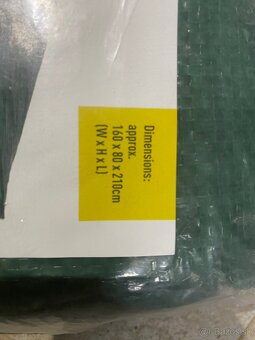 Dimensions:
approx.
160 x 80 x 210cm
(W x H x L)